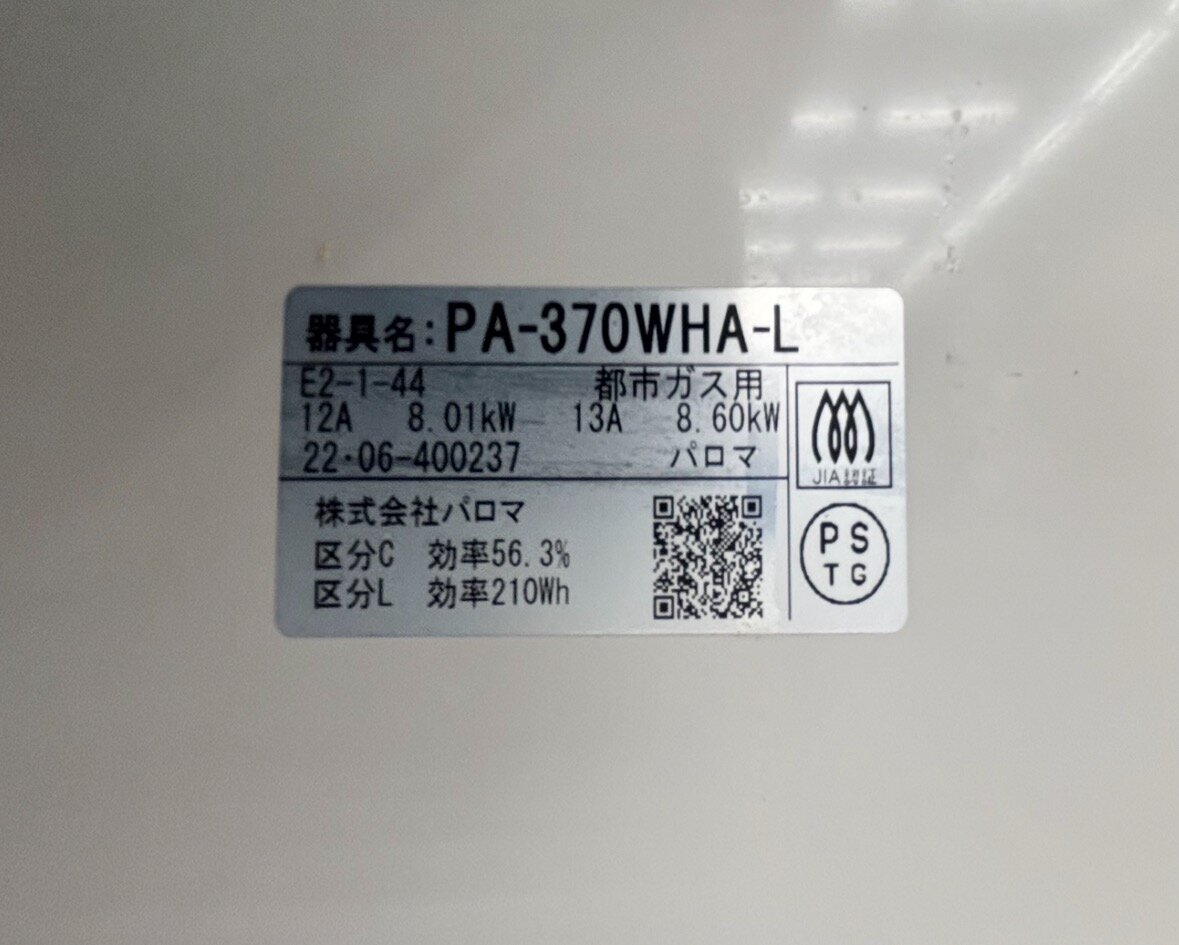 器具名:PA-370WHA-L
E2-1-44 都市ガス用
12A 8.01kW 13A 8.60kW
22・06-400237 パロマ
JIA認証
株式会社パロマ
区分C 効率56.3%
区分L 効率210Wh
PS
TG